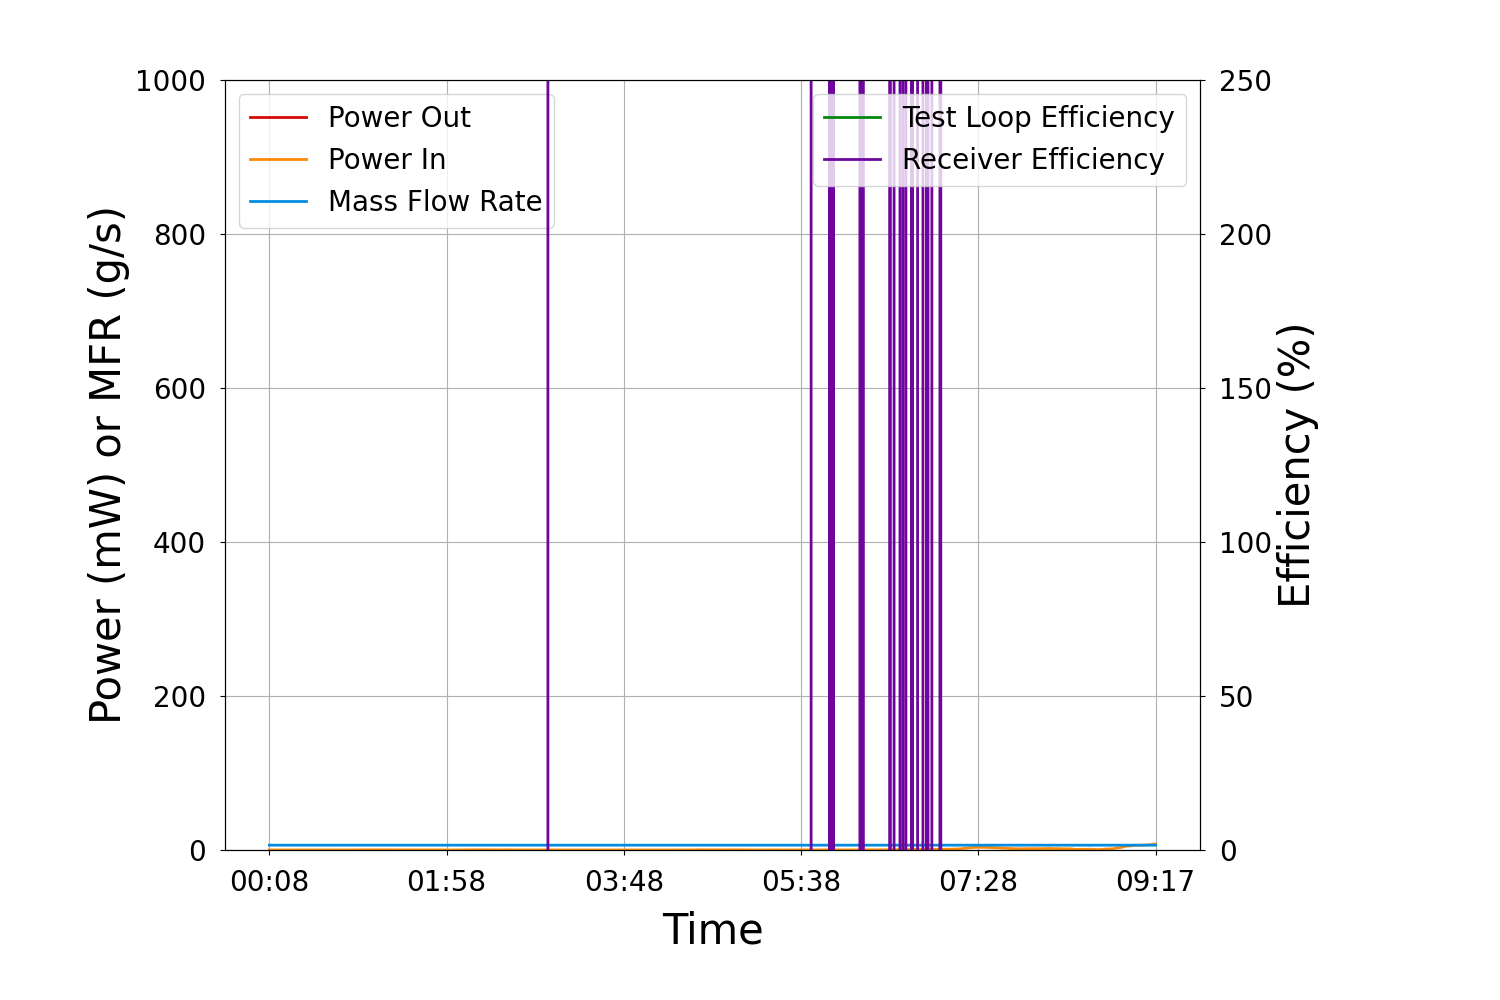 Power Out
Power In
Mass Flow Rate
Test Loop Efficiency
Receiver Efficiency
1000
800
600
400
200
0
Power (mW) or MFR (g/s)
250
200
150
100
50
0
Efficiency (%)
00:08 01:58 03:48 05:38 07:28 09:17
Time